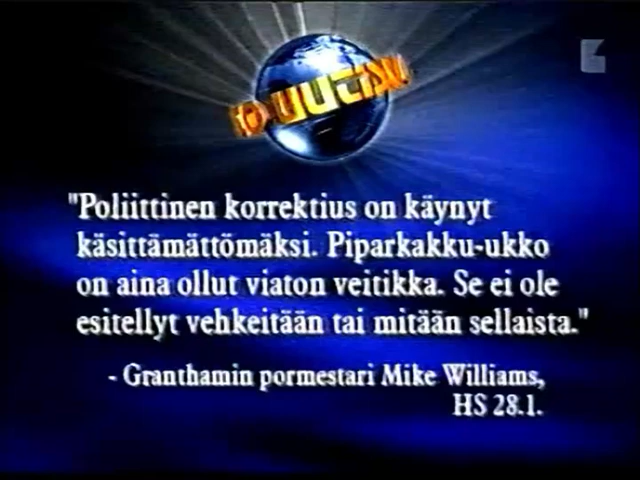 "Poliittinen korrektius on käynyt
käsittämättömäksi. Piparkakku-ukko
on aina ollut viaton veitikka. Se ei ole
esitellyt vehkeitään tai mitään sellaista."
- Granthamin pormestari Mike Williams,
HS 28.1.